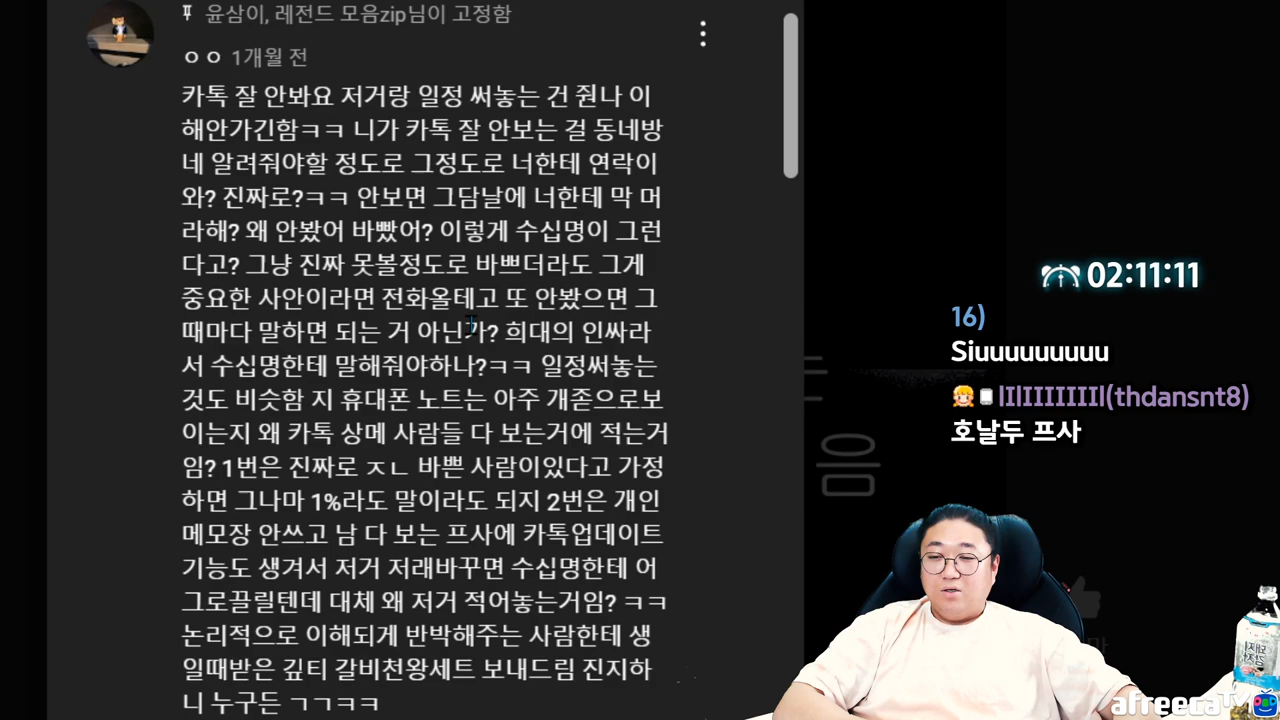 윤삼이, 레전드 모음zip님이 고정함
ㅇㅇ 1개월 전
카톡 잘 안봐요 저거랑 일정 써놓는 건 줜나 이
해안가긴함ㅋㅋ 니가 카톡 잘 안보는 걸 동네방
네 알려줘야할 정도로 그정도로 너한테 연락이
와? 진짜로?ㅋㅋ 안보면 그담날에 너한테 막 머
라해? 왜 안봤어 바빴어? 이렇게 수십명이 그런
다고? 그냥 진짜 못볼정도로 바쁘더라도 그게
중요한 사안이라면 전화올테고 또 안봤으면 그
때마다 말하면 되는 거 아닌가? 희대의 인싸라
서 수십명한테 말해줘야하나?ㅋㅋ 일정써놓는
것도 비슷함 지 휴대폰 노트는 아주 개좆으로보
이는지 왜 카톡 상메 사람들 다 보는거에 적는거
임? 1번은 진짜로 ㅈㄴ 바쁜 사람이있다고 가정
하면 그나마 1%라도 말이라도 되지 2번은 개인
메모장 안쓰고 남 다 보는 프사에 카톡업데이트
기능도 생겨서 저거 저래바꾸면 수십명한테 어
그로끌릴텐데 대체 왜 저거 적어놓는거임? ㅋㅋ
논리적으로 이해되게 반박해주는 사람한테 생
일때받은 깊티 갈비천왕세트 보내드림 진지하
니 누구든 ㄱㄱㅋㅋ
02:11:11
16)
Siuuuuuuuuu
lIlIIIIIIIl(thdansnt8)
호날두 프사
음
afreecaTV